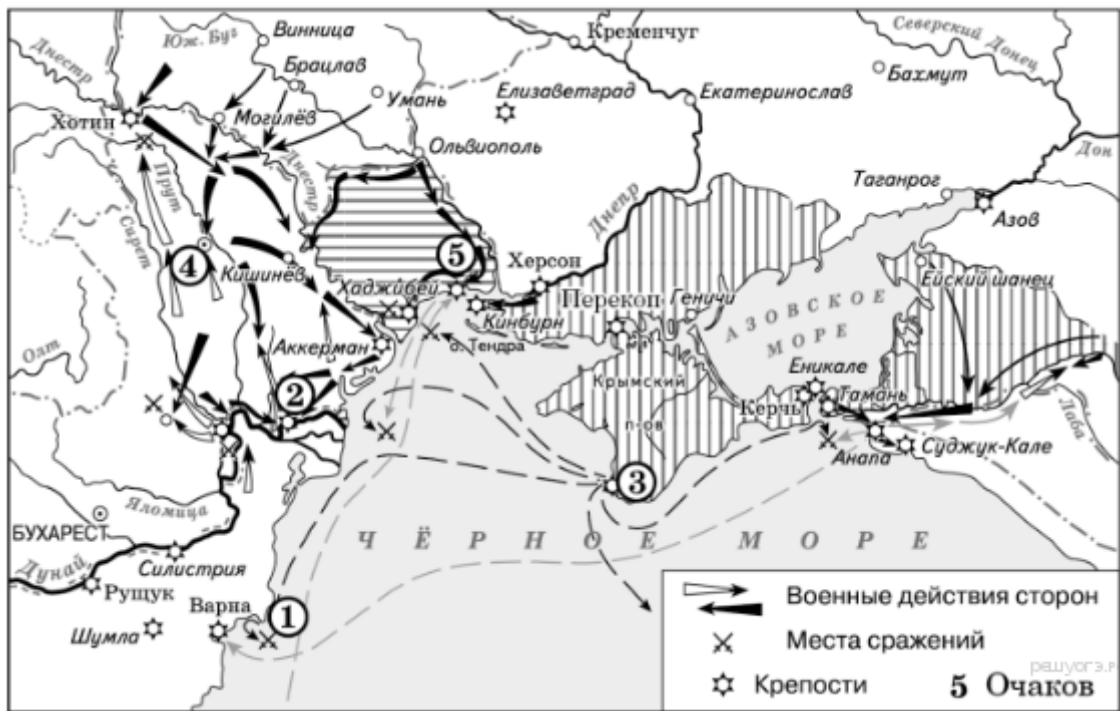 Днестр
Юж. Буг
Винница
Кременчуг
Северский Донец
Брацлав
Бахмут
Умань
Елизаветград
Екатеринослав
Хотин
Могилёв
Днестр
Ольвиополь
Дон
Прут
Днестр
Днепр
Таганрог
Азов
Сирет
4
5
Херсон
Кишинёв
Хаджибей
Перекоп
Геничи
Ейский шанец
Кинбурн
АЗОВСКОЕ
МОРЕ
о. Тендра
Олт
Аккерман
Еникале
Крымский
Тамань
2
Керчь
п-ов
Лаба
Анапа
Суджук-Кале
3
Яломица
БУХАРЕСТ
ЧЁРНОЕ МОРЕ
Силистрия
Дунай
Рущук
Варна
1
Шумла
Военные действия сторон
Места сражений
Крепости
5 Очаков
решуогэ.р